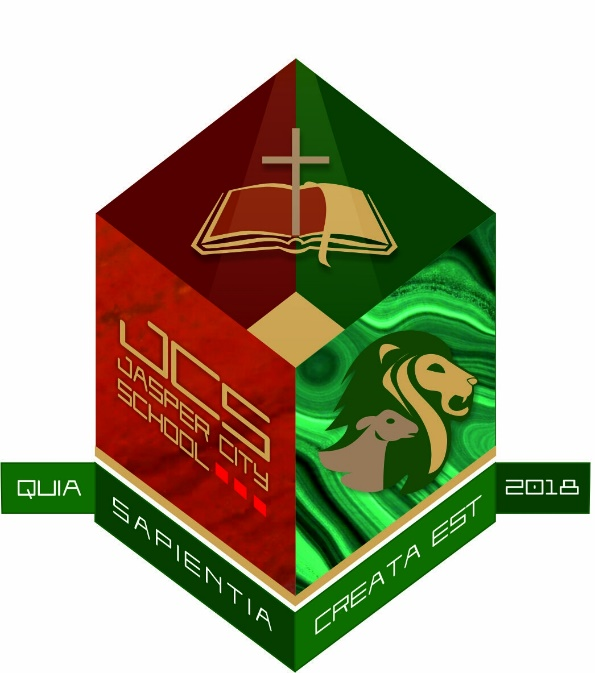 JCS
JASPER CITY
SCHOOL
QUIA
SAPIENTIA
CREATA EST
2018